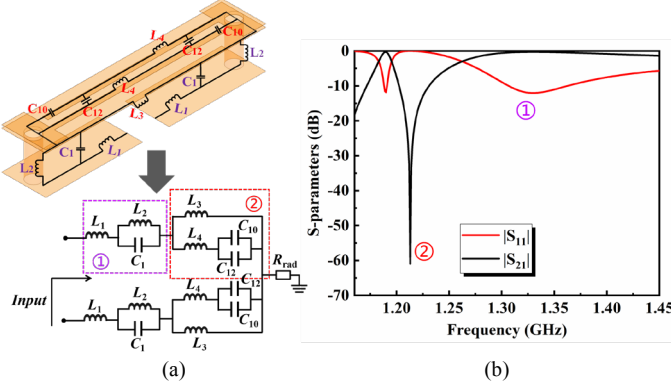 L4
C10
C12
L2
C1
L4
C10
C12
L3
L1
C1
L2
L1
②
L3
L2
C10
L1
L4
C1
C12
①
Rrad
Input
C12
L2
L4
L1
C10
C1
L3
(a)
S-parameters (dB)
0
-10
-20
-30
-40
-50
-60
-70
①
②
|S11|
|S21|
1.20 1.25 1.30 1.35 1.40 1.45
Frequency (GHz)
(b)